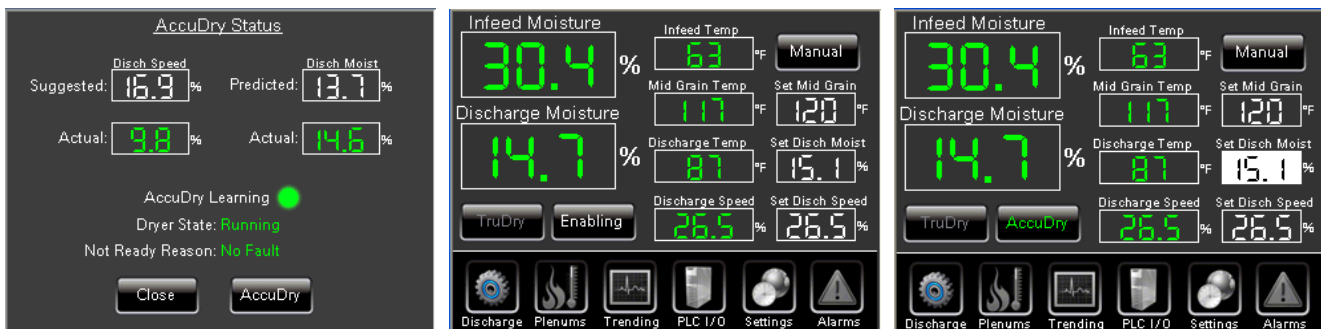 AccuDry Status
Disch Speed Disch Moist
Suggested: 16.9 % Predicted: 13.7 %
Actual: 9.8 % Actual: 14.6 %
AccuDry Learning
Dryer State: Running
Not Ready Reason: No Fault
Close AccuDry
Infeed Moisture
30.4 %
Infeed Temp
63 °F
Manual
Mid Grain Temp Set Mid Grain
117 °F 120 °F
Discharge Moisture
14.7 %
Discharge Temp Set Disch Moist
87 °F 15.1 %
Discharge Speed Set Disch Speed
26.5 % 26.5 %
TruDry Enabling
Discharge Plenums Trending PLC I/O Settings Alarms
Infeed Moisture
30.4 %
Infeed Temp
63 °F
Manual
Mid Grain Temp Set Mid Grain
117 °F 120 °F
Discharge Moisture
14.7 %
Discharge Temp Set Disch Moist
87 °F 15.1 %
Discharge Speed Set Disch Speed
26.5 % 26.5 %
TruDry AccuDry
Discharge Plenums Trending PLC I/O Settings Alarms